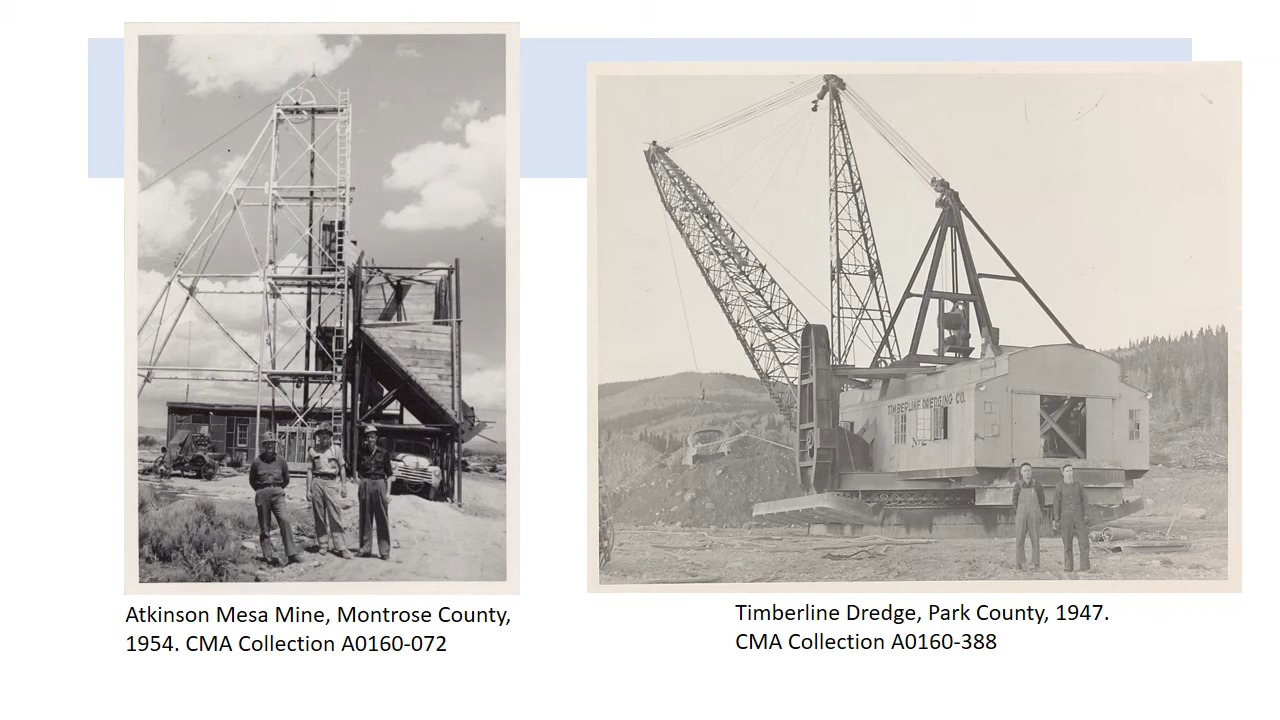 TIMBERLINE DREDGING CO.
Atkinson Mesa Mine, Montrose County,
1954. CMA Collection A0160-072
Timberline Dredge, Park County, 1947.
CMA Collection A0160-388